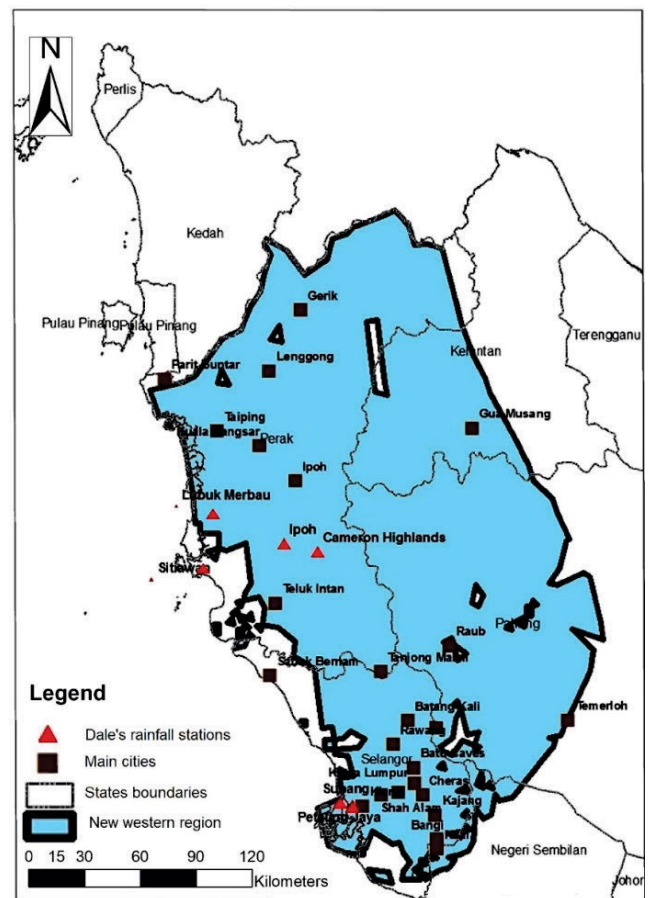 N
Perlis
Kedah
Pulau Pinang
Pulau Pinang
Terengganu
Gerik
Kelantan
Lenggong
Parit Buntar
Gua Musang
Taiping
Kuala Kangsar
Perak
Ipoh
Lubuk Merbau
Ipoh
Cameron Highlands
Sitiawan
Teluk Intan
Pahang
Raub
Tanjong Malim
Sabak Bernam
Batang Kali
Temerloh
Rawang
Selangor
Batu Caves
Kuala Lumpur
Cheras
Subang
Shah Alam
Kajang
Petaling Jaya
Bangi
Negeri Sembilan
Johor
Legend
Dale's rainfall stations
Main cities
States boundaries
New western region
0 15 30 60 90 120
Kilometers